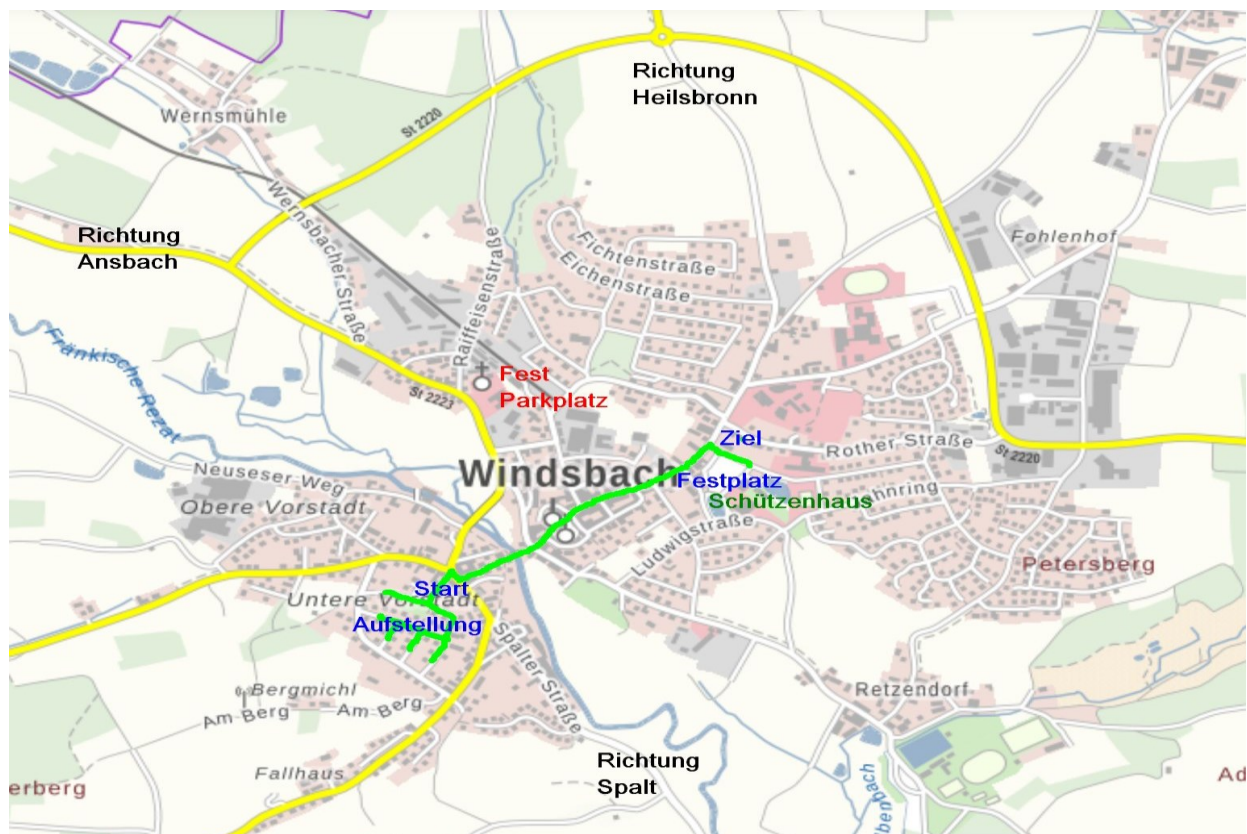 Richtung
Heilsbronn
Wernsmühle
St 2220
Wernsbacher Straße
Richtung
Ansbach
Fichtenstraße
Eichenstraße
Fohlenhof
Raiffeisenstraße
Fränkische Rezat
St 2223
Fest
Parkplatz
Ziel
Rother Straße
St 2220
Windsbach
Neuseser Weg
Festplatz
Schützenhaus
Obere Vorstadt
Ludwigstraße
Petersberg
Start
Untere Vorstadt
Aufstellung
Spalter Straße
Bergmichl
Am Berg
Am Berg
Retzendorf
Fallhaus
Richtung
Spalt
erberg
Ad